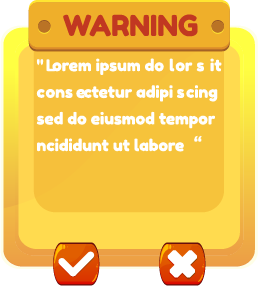 WARNING
"Lorem ipsum do lor s it
cons ectetur adipi scing
sed do eiusmod tempor
ncididunt ut labore “